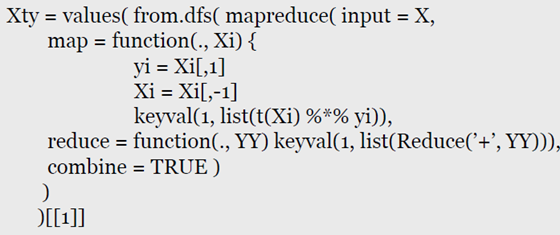 Xty = values( from.dfs( mapreduce( input = X,
map = function(., Xi) {
yi = Xi[,1]
Xi = Xi[,-1]
keyval(1, list(t(Xi) %*% yi)),
reduce = function(., YY) keyval(1, list(Reduce(’+’, YY))),
combine = TRUE )
)
)[[1]]